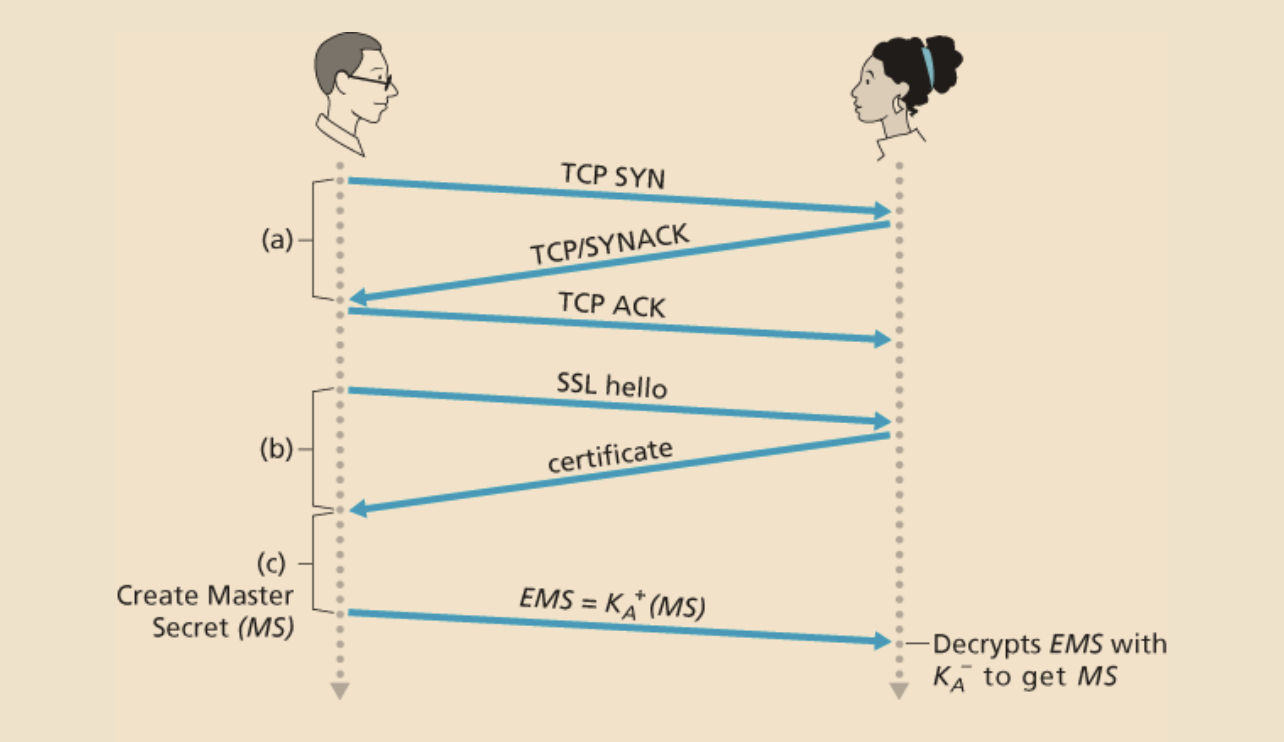 TCP SYN
(a)
TCP/SYNACK
TCP ACK
SSL hello
(b)
certificate
(c)
Create Master
Secret (MS)
EMS = K_A^+(MS)
Decrypts EMS with
K_A^- to get MS